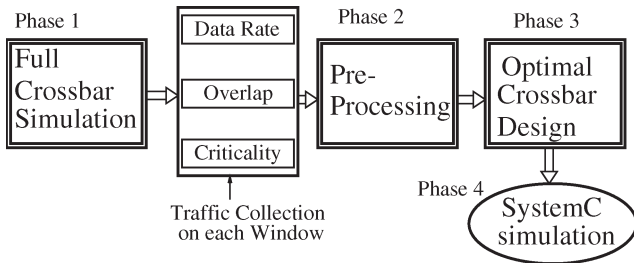 Phase 1
Full
Crossbar
Simulation
Data Rate
Overlap
Criticality
Traffic Collection
on each Window
Phase 2
Pre-
Processing
Phase 3
Optimal
Crossbar
Design
Phase 4
SystemC
simulation